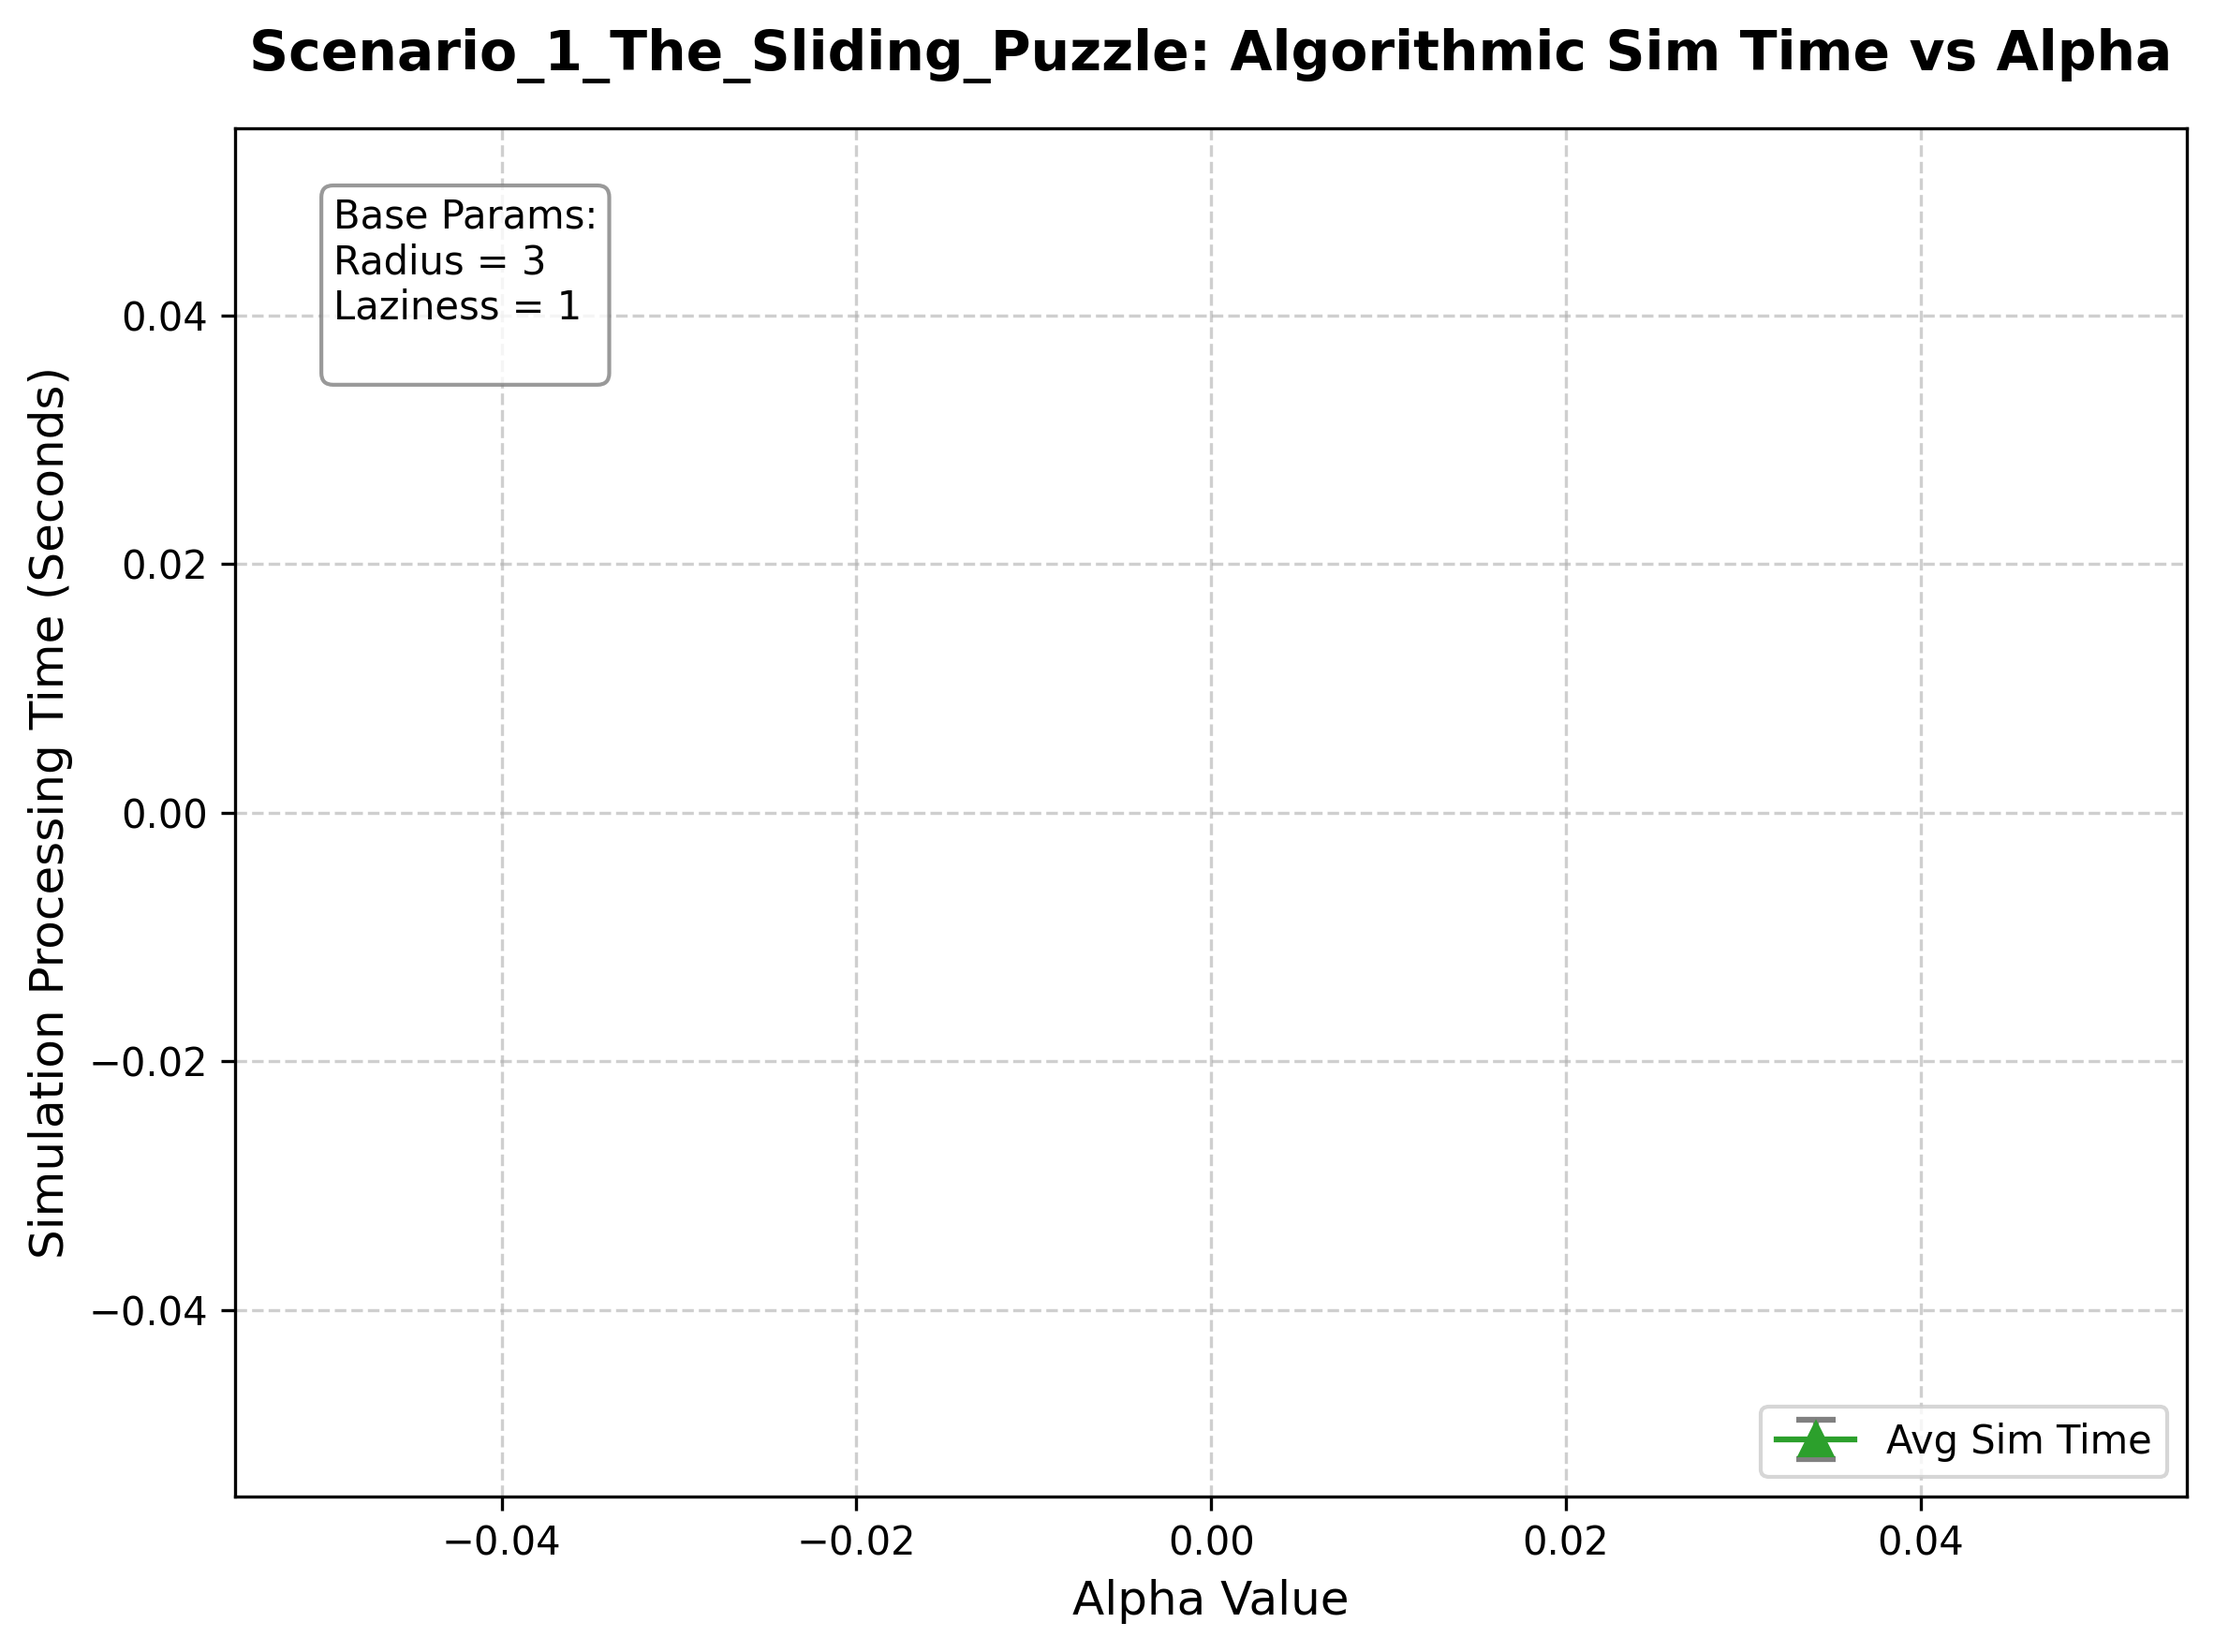 Scenario_1_The_Sliding_Puzzle: Algorithmic Sim Time vs Alpha
Base Params:
Radius = 3
Laziness = 1
Simulation Processing Time (Seconds)
0.04
0.02
0.00
−0.02
−0.04
Avg Sim Time
−0.04
−0.02
0.00
0.02
0.04
Alpha Value